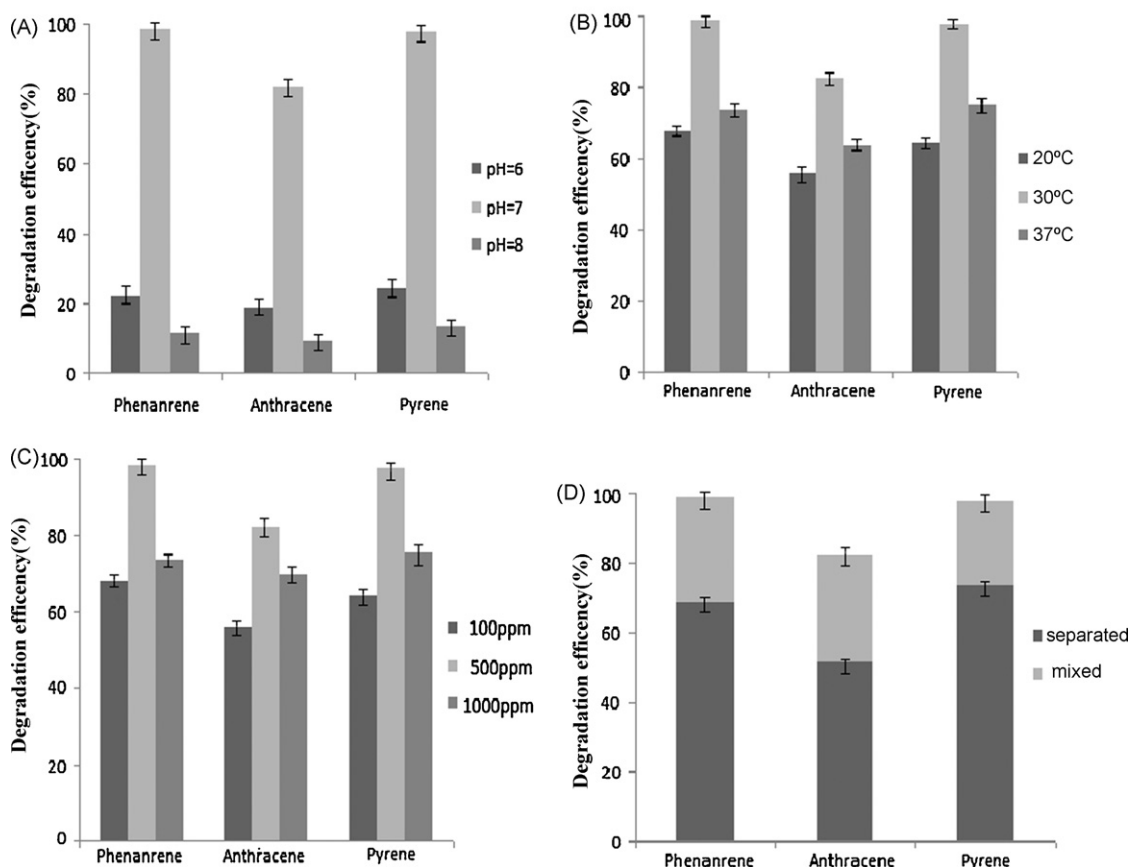 (A)
Degradation efficency(%)
100
80
60
40
20
0
Phenanrene Anthracene Pyrene
pH=6
pH=7
pH=8
(B)
Degradation efficency(%)
100
80
60
40
20
0
Phenanrene Anthracene Pyrene
20ºC
30ºC
37ºC
(C)
Degradation efficency(%)
100
80
60
40
20
0
Phenanrene Anthracene Pyrene
100ppm
500ppm
1000ppm
(D)
Degradation efficency(%)
100
80
60
40
20
0
Phenanrene Anthracene Pyrene
separated
mixed